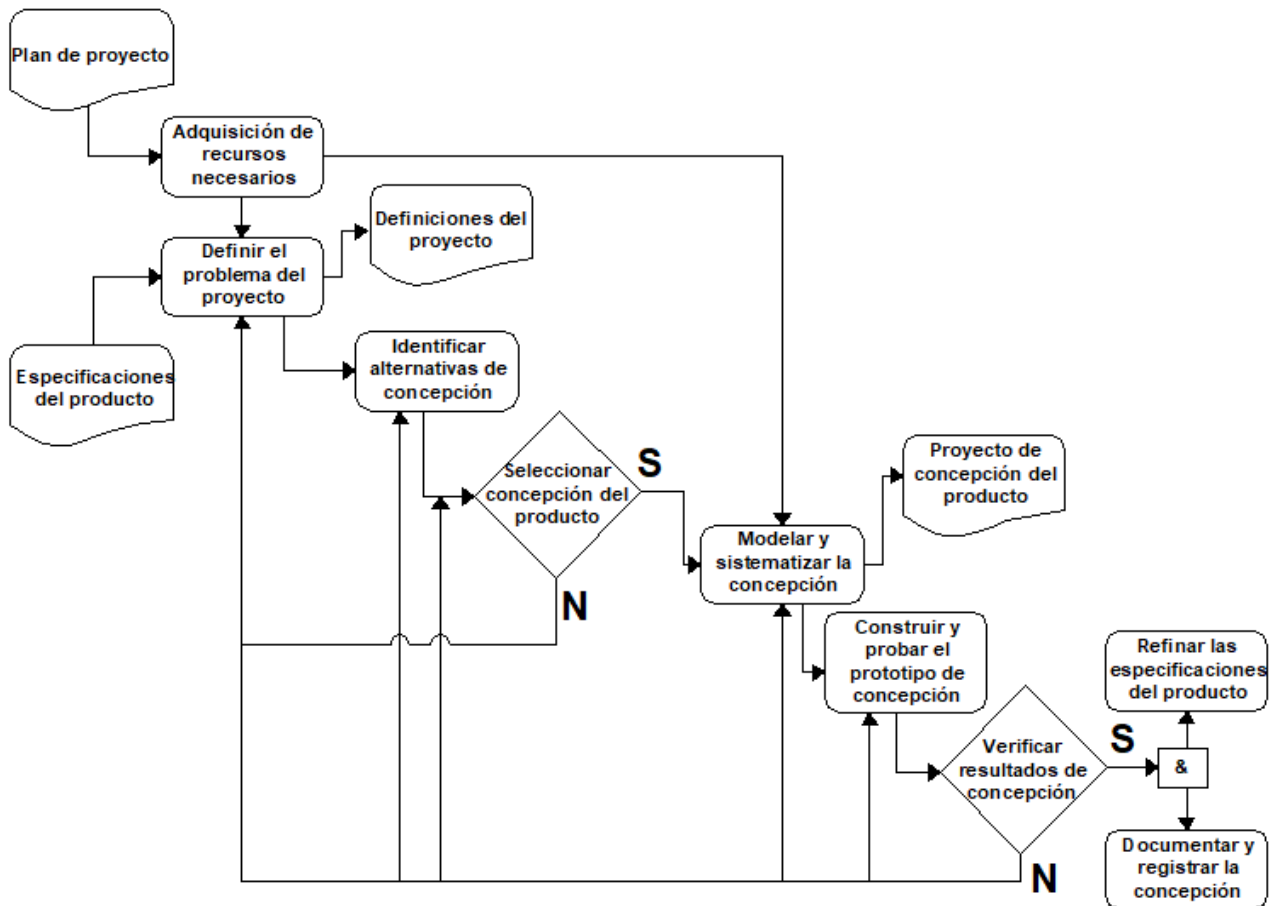 Plan de proyecto
Adquisición de
recursos
necesarios
Definiciones del
proyecto
Definir el
problema del
proyecto
Especificaciones
del producto
Identificar
alternativas de
concepción
Seleccionar
concepción del
producto
S
N
Proyecto de
concepción del
producto
Modelar y
sistematizar la
concepción
Construir y
probar el
prototipo de
concepción
Verificar
resultados de
concepción
S
N
&
Refinar las
especificaciones
del producto
Documentar y
registrar la
concepción